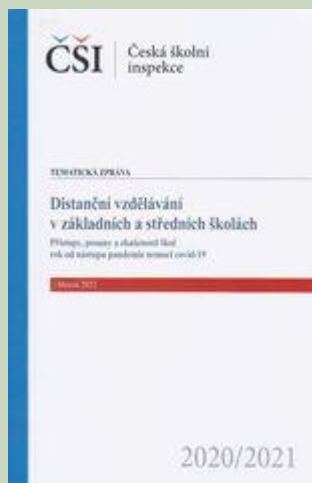 ČŠI
Česká školní
inspekce
TEMATICKÁ ZPRÁVA
Distanční vzdělávání
v základních a středních školách
Přístupy, posuny a zkušenosti škol
rok od nástupu pandemie nemoci covid-19
2021
2020/2021